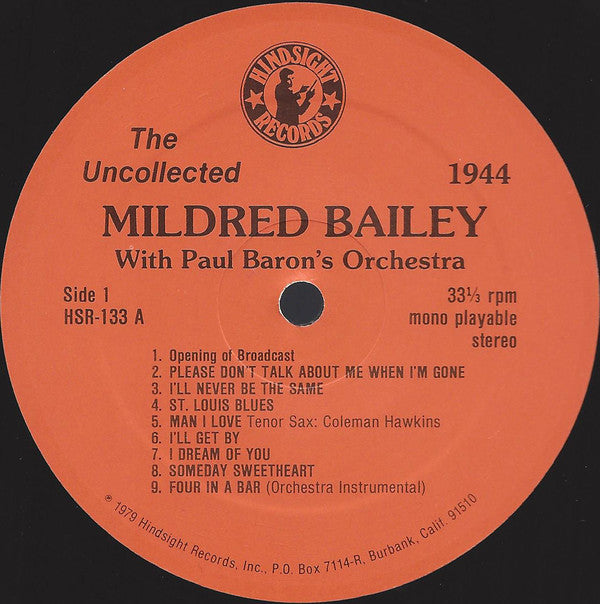 HINDSIGHT
RECORDS
The
Uncollected
1944
MILDRED BAILEY
With Paul Baron's Orchestra
Side 1
HSR-133 A
33⅓ rpm
mono playable
stereo
1. Opening of Broadcast
2. PLEASE DON'T TALK ABOUT ME WHEN I'M GONE
3. I'LL NEVER BE THE SAME
4. ST. LOUIS BLUES
5. MAN I LOVE Tenor Sax: Coleman Hawkins
6. I'LL GET BY
7. I DREAM OF YOU
8. SOMEDAY SWEETHEART
9. FOUR IN A BAR (Orchestra Instrumental)
℗ 1979 Hindsight Records, Inc., P.O. Box 7114-R, Burbank, Calif. 91510